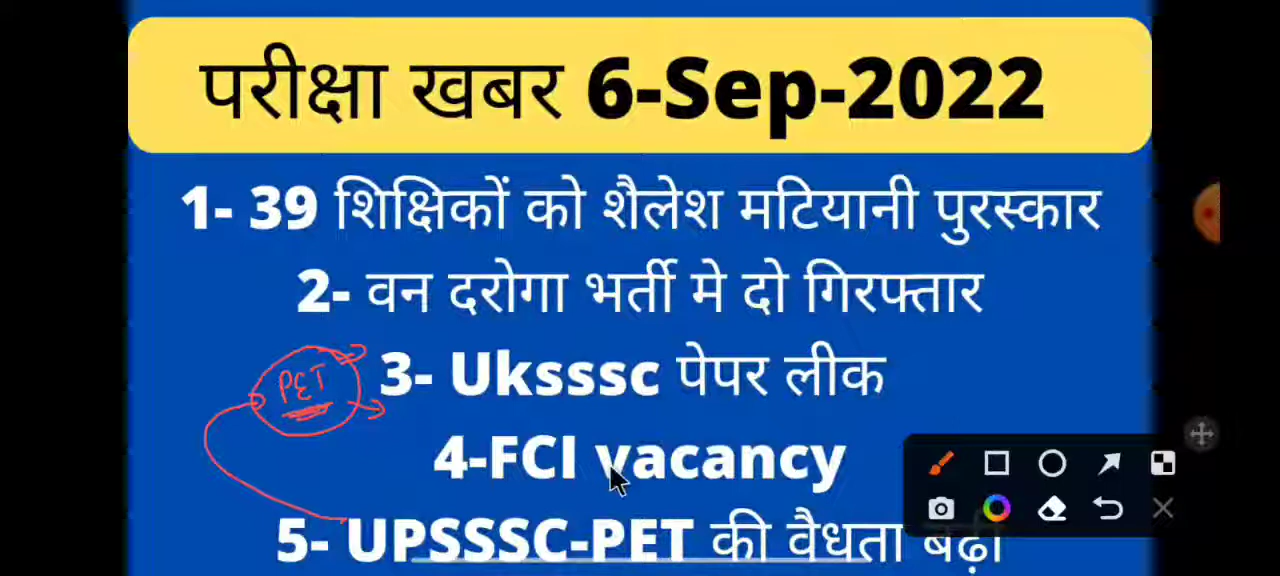 परीक्षा खबर 6-Sep-2022
1- 39 शिक्षिकों को शैलेश मटियानी पुरस्कार
2- वन दरोगा भर्ती मे दो गिरफ्तार
PET
3- Uksssc पेपर लीक
4-FCI vacancy
5- UPSSSC-PET की वैधता बढ़ी